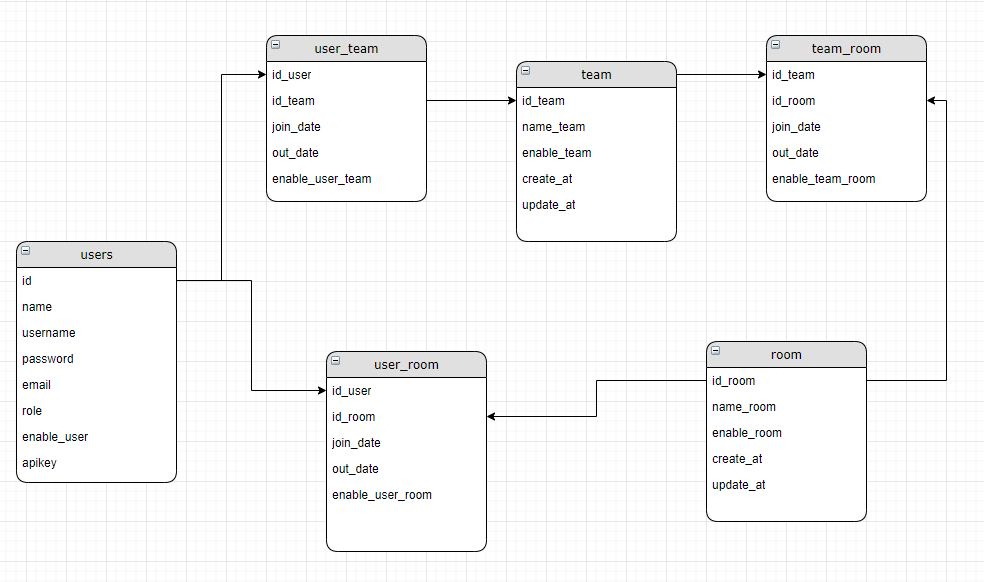 user_team
id_user
id_team
join_date
out_date
enable_user_team
team
id_team
name_team
enable_team
create_at
update_at
team_room
id_team
id_room
join_date
out_date
enable_team_room
users
id
name
username
password
email
role
enable_user
apikey
user_room
id_user
id_room
join_date
out_date
enable_user_room
room
id_room
name_room
enable_room
create_at
update_at